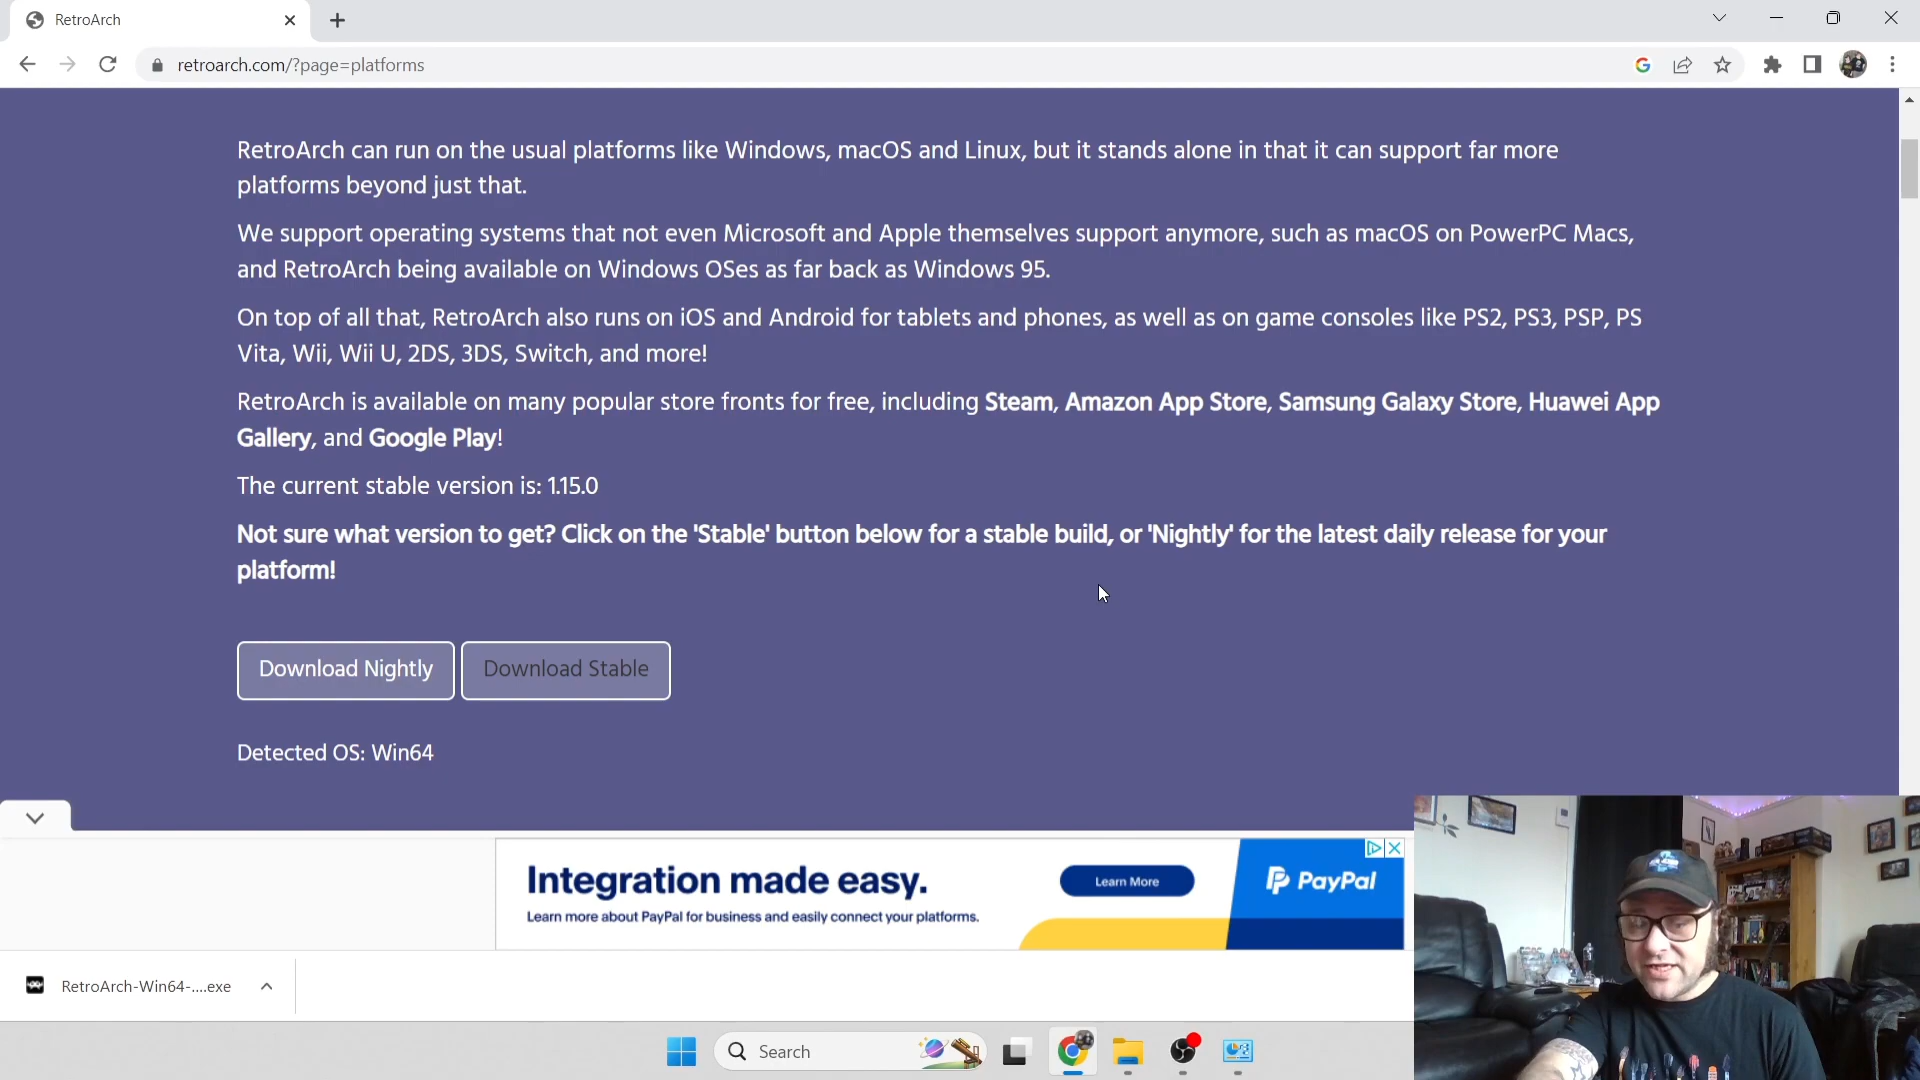 RetroArch
retroarch.com/?page=platforms
RetroArch can run on the usual platforms like Windows, macOS and Linux, but it stands alone in that it can support far more
platforms beyond just that.
We support operating systems that not even Microsoft and Apple themselves support anymore, such as macOS on PowerPC Macs,
and RetroArch being available on Windows OSes as far back as Windows 95.
On top of all that, RetroArch also runs on iOS and Android for tablets and phones, as well as on game consoles like PS2, PS3, PSP, PS
Vita, Wii, Wii U, 2DS, 3DS, Switch, and more!
RetroArch is available on many popular store fronts for free, including Steam, Amazon App Store, Samsung Galaxy Store, Huawei App
Gallery, and Google Play!
The current stable version is: 1.15.0
Not sure what version to get? Click on the 'Stable' button below for a stable build, or 'Nightly' for the latest daily release for your
platform!
Download Nightly Download Stable
Detected OS: Win64
Integration made easy.
Learn more about PayPal for business and easily connect your platforms.
Learn More
PayPal
RetroArch-Win64-....exe
Search